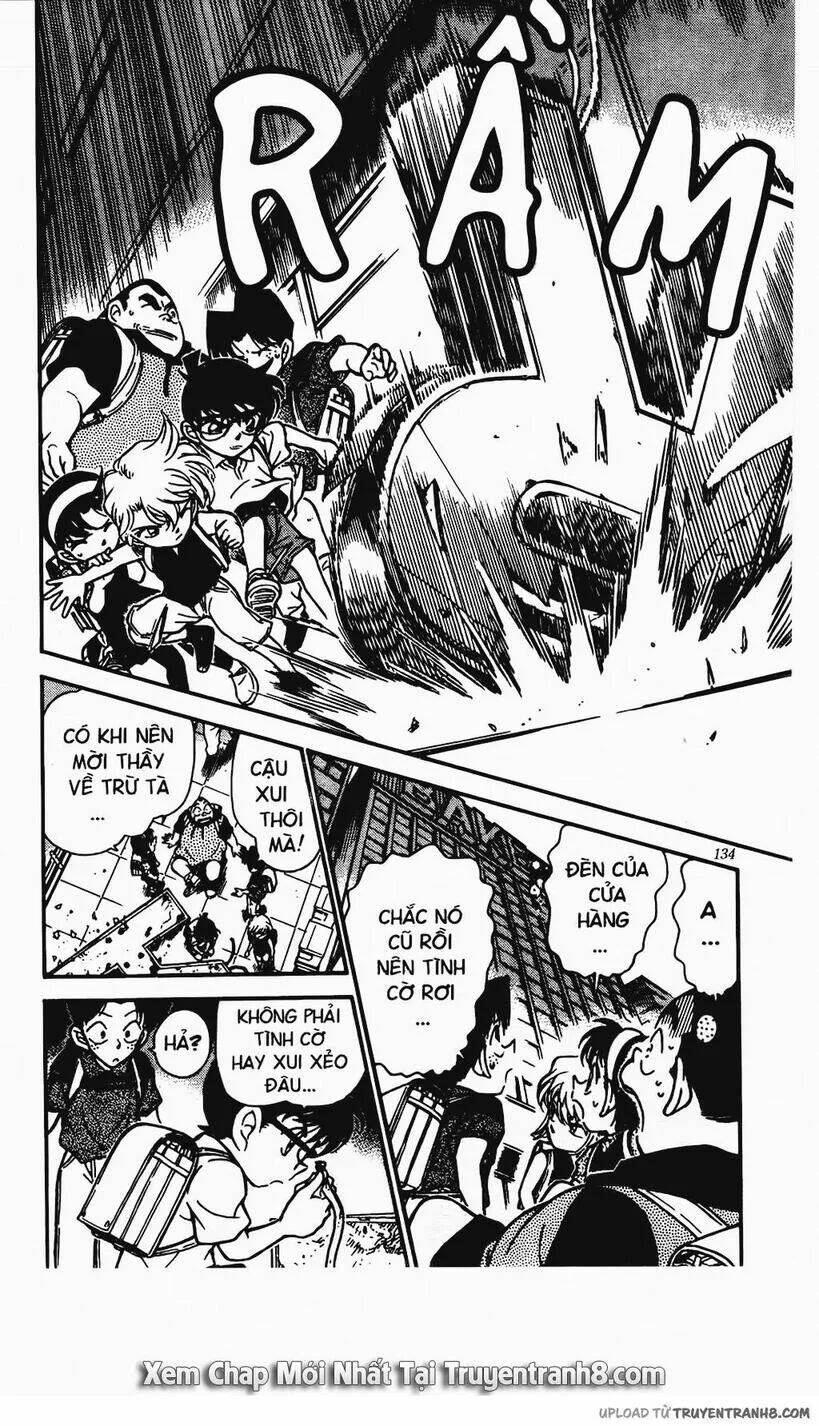 RẦM
134
A
...
ĐÈN CỦA
CỬA
HÀNG
...
CHẮC NÓ
CŨ RỒI
NÊN TÌNH
CỜ RƠI
...
CẬU
XUI
THÔI
MÀ!
CÓ KHI NÊN
MỜI THẦY
VỀ TRỪ TÀ
...
KHÔNG PHẢI
TÌNH CỜ
HAY XUI XẺO
ĐÂU...
HẢ?
Xem Chap Mới Nhất Tại Truyentranh8.com
UPLOAD TỪ TRUYENTRANH8.COM